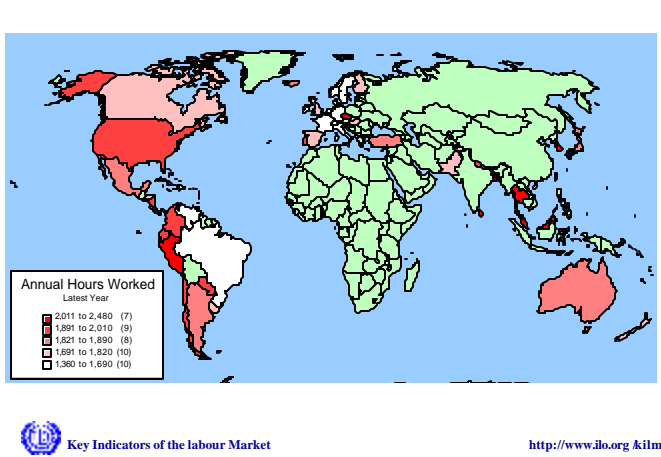 Annual Hours Worked
Latest Year
2,011 to 2,480 (7)
1,891 to 2,010 (9)
1,821 to 1,890 (8)
1,691 to 1,820 (10)
1,360 to 1,690 (10)
Key Indicators of the labour Market
http://www.ilo.org /kilm